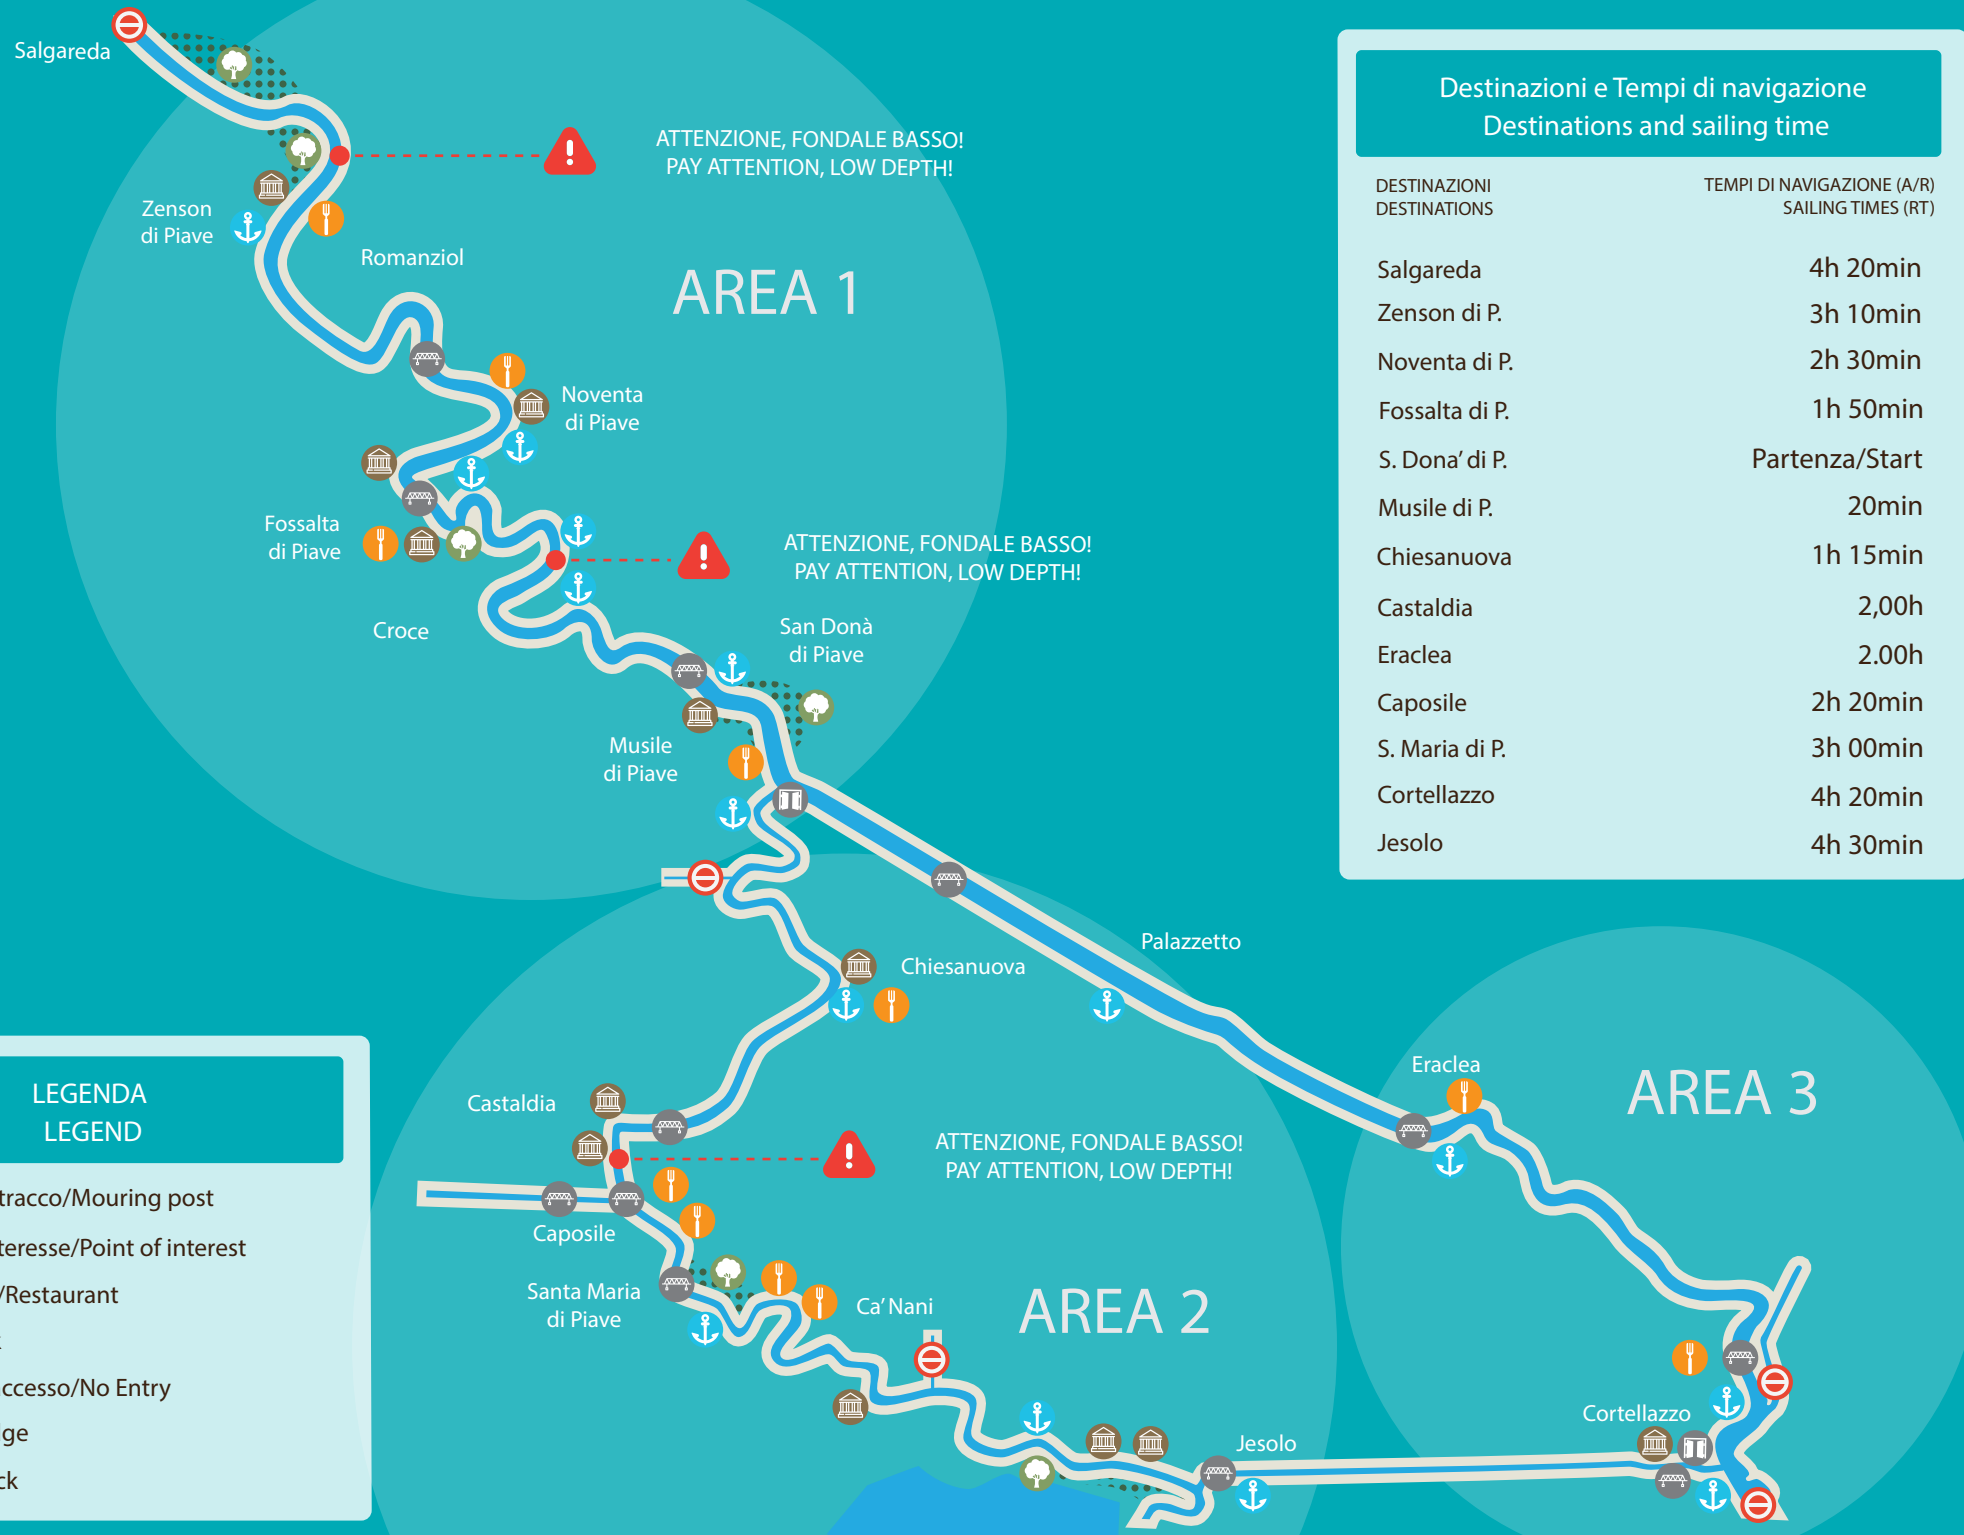 Salgareda
ATTENZIONE, FONDALE BASSO!
PAY ATTENTION, LOW DEPTH!
Zenson
di Piave
Romanziol
AREA 1
Noventa
di Piave
Fossalta
di Piave
ATTENZIONE, FONDALE BASSO!
PAY ATTENTION, LOW DEPTH!
Croce
San Donà
di Piave
Musile
di Piave
Destinazioni e Tempi di navigazione
Destinations and sailing time
DESTINAZIONI
DESTINATIONS
TEMPI DI NAVIGAZIONE (A/R)
SAILING TIMES (RT)
Salgareda 4h 20min
Zenson di P. 3h 10min
Noventa di P. 2h 30min
Fossalta di P. 1h 50min
S. Dona' di P. Partenza/Start
Musile di P. 20min
Chiesanuova 1h 15min
Castaldia 2,00h
Eraclea 2.00h
Caposile 2h 20min
S. Maria di P. 3h 00min
Cortellazzo 4h 20min
Jesolo 4h 30min
Palazzetto
Chiesanuova
Eraclea
AREA 3
Castaldia
ATTENZIONE, FONDALE BASSO!
PAY ATTENTION, LOW DEPTH!
Caposile
Santa Maria
di Piave
Ca' Nani
AREA 2
Cortellazzo
Jesolo
LEGENDA
LEGEND
tracco/Mouring post
teresse/Point of interest
/Restaurant
ccesso/No Entry
ge
ck